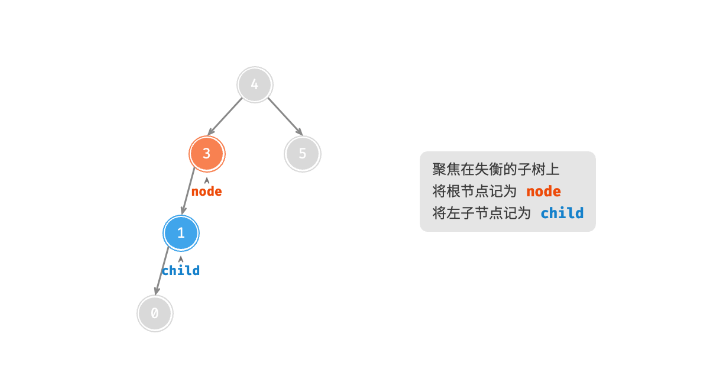 4
3
5
node
1
child
0
聚焦在失衡的子树上
将根节点记为 node
将左子节点记为 child